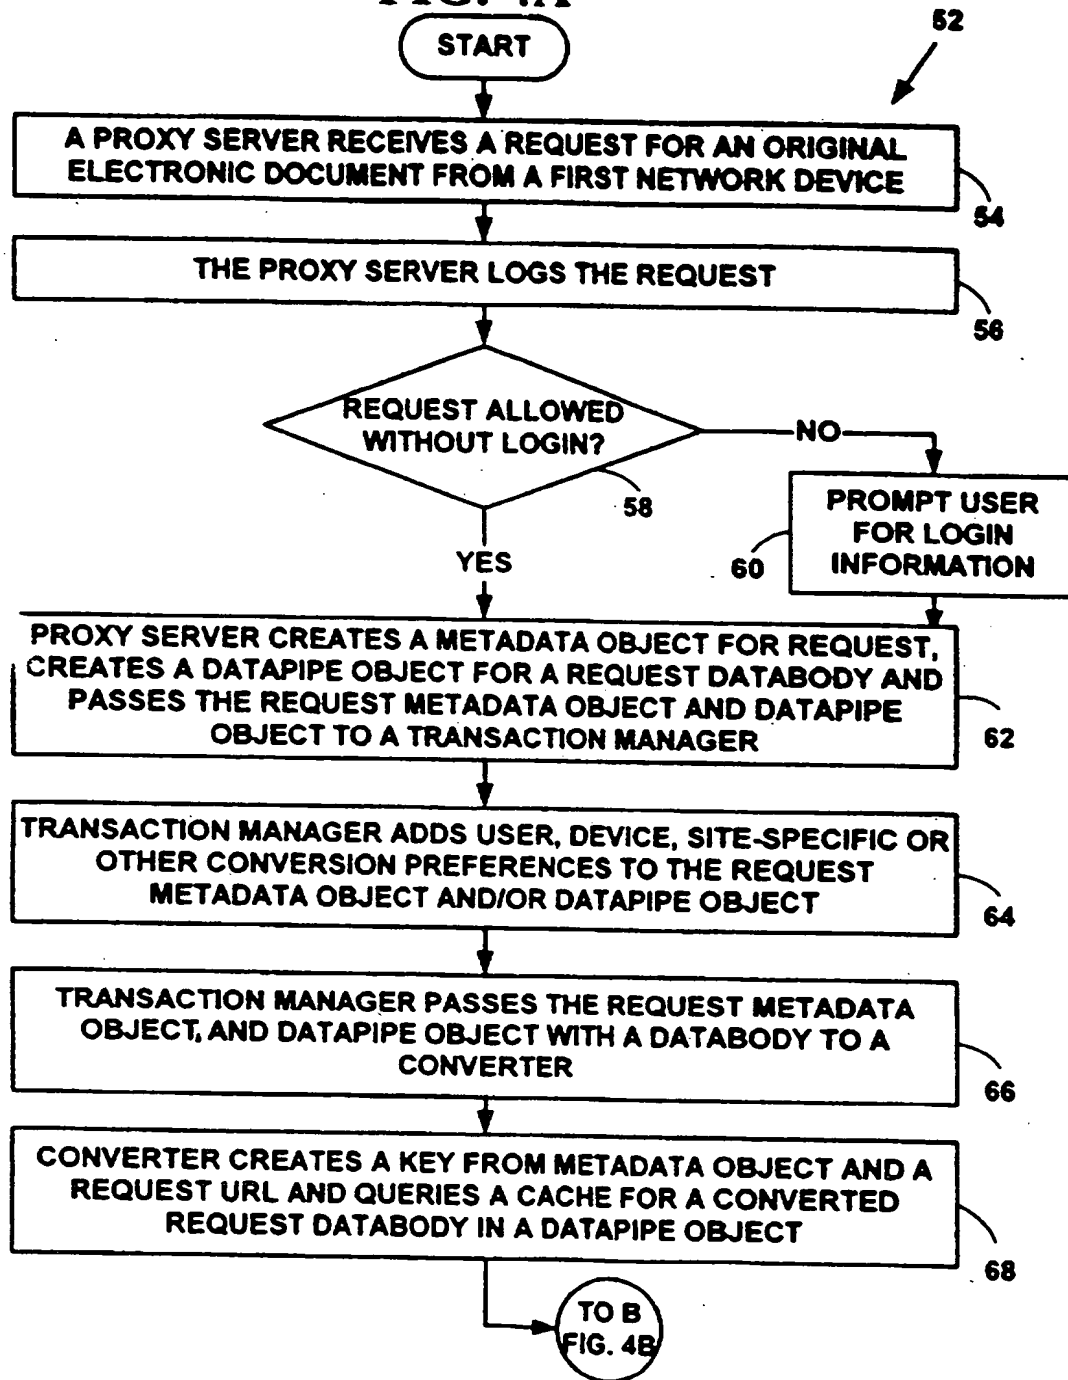 FIG. 4A
52
START
A PROXY SERVER RECEIVES A REQUEST FOR AN ORIGINAL
ELECTRONIC DOCUMENT FROM A FIRST NETWORK DEVICE
54
THE PROXY SERVER LOGS THE REQUEST
56
REQUEST ALLOWED
WITHOUT LOGIN?
58
NO
YES
PROMPT USER
FOR LOGIN
INFORMATION
60
PROXY SERVER CREATES A METADATA OBJECT FOR REQUEST,
CREATES A DATAPIPE OBJECT FOR A REQUEST DATABODY AND
PASSES THE REQUEST METADATA OBJECT AND DATAPIPE
OBJECT TO A TRANSACTION MANAGER
62
TRANSACTION MANAGER ADDS USER, DEVICE, SITE-SPECIFIC OR
OTHER CONVERSION PREFERENCES TO THE REQUEST
METADATA OBJECT AND/OR DATAPIPE OBJECT
64
TRANSACTION MANAGER PASSES THE REQUEST METADATA
OBJECT, AND DATAPIPE OBJECT WITH A DATABODY TO A
CONVERTER
66
CONVERTER CREATES A KEY FROM METADATA OBJECT AND A
REQUEST URL AND QUERIES A CACHE FOR A CONVERTED
REQUEST DATABODY IN A DATAPIPE OBJECT
68
TO B
FIG. 4B